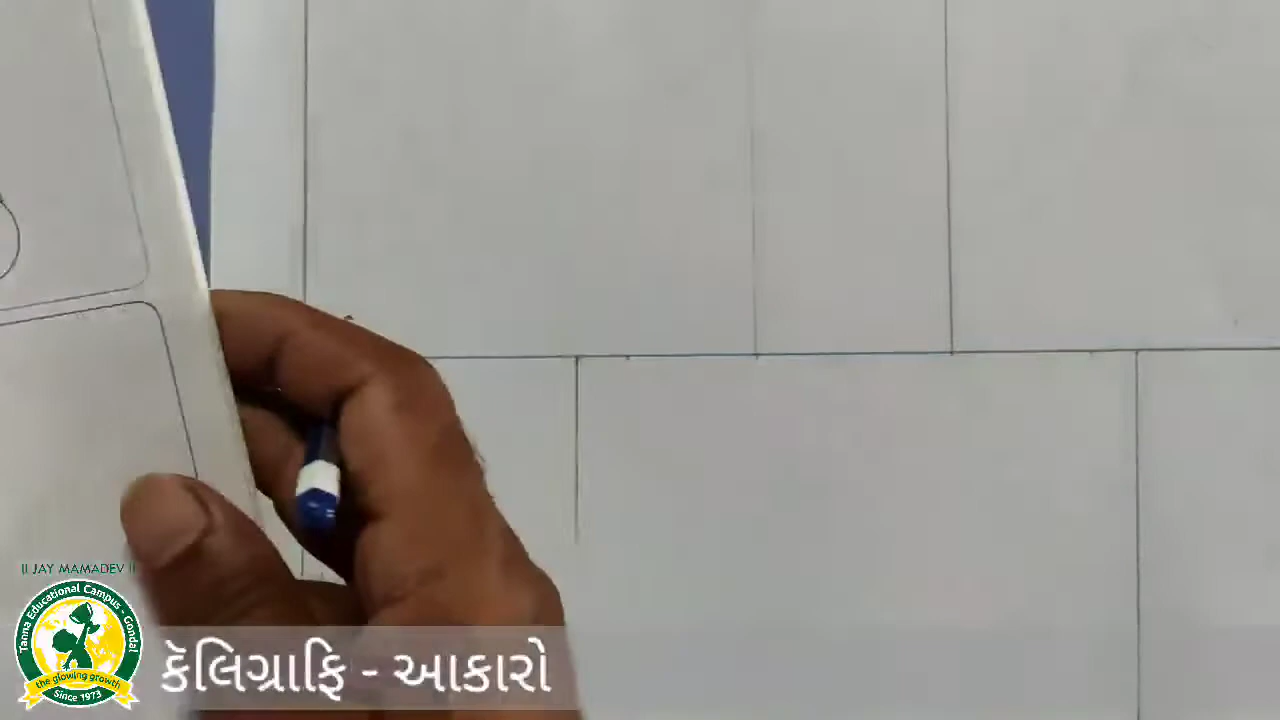 || JAY MAMADEV ||
Tanna Educational Campus - Gondal
the glowing growth
Since 1973
કૅલિગ્રાફિ - આકારો